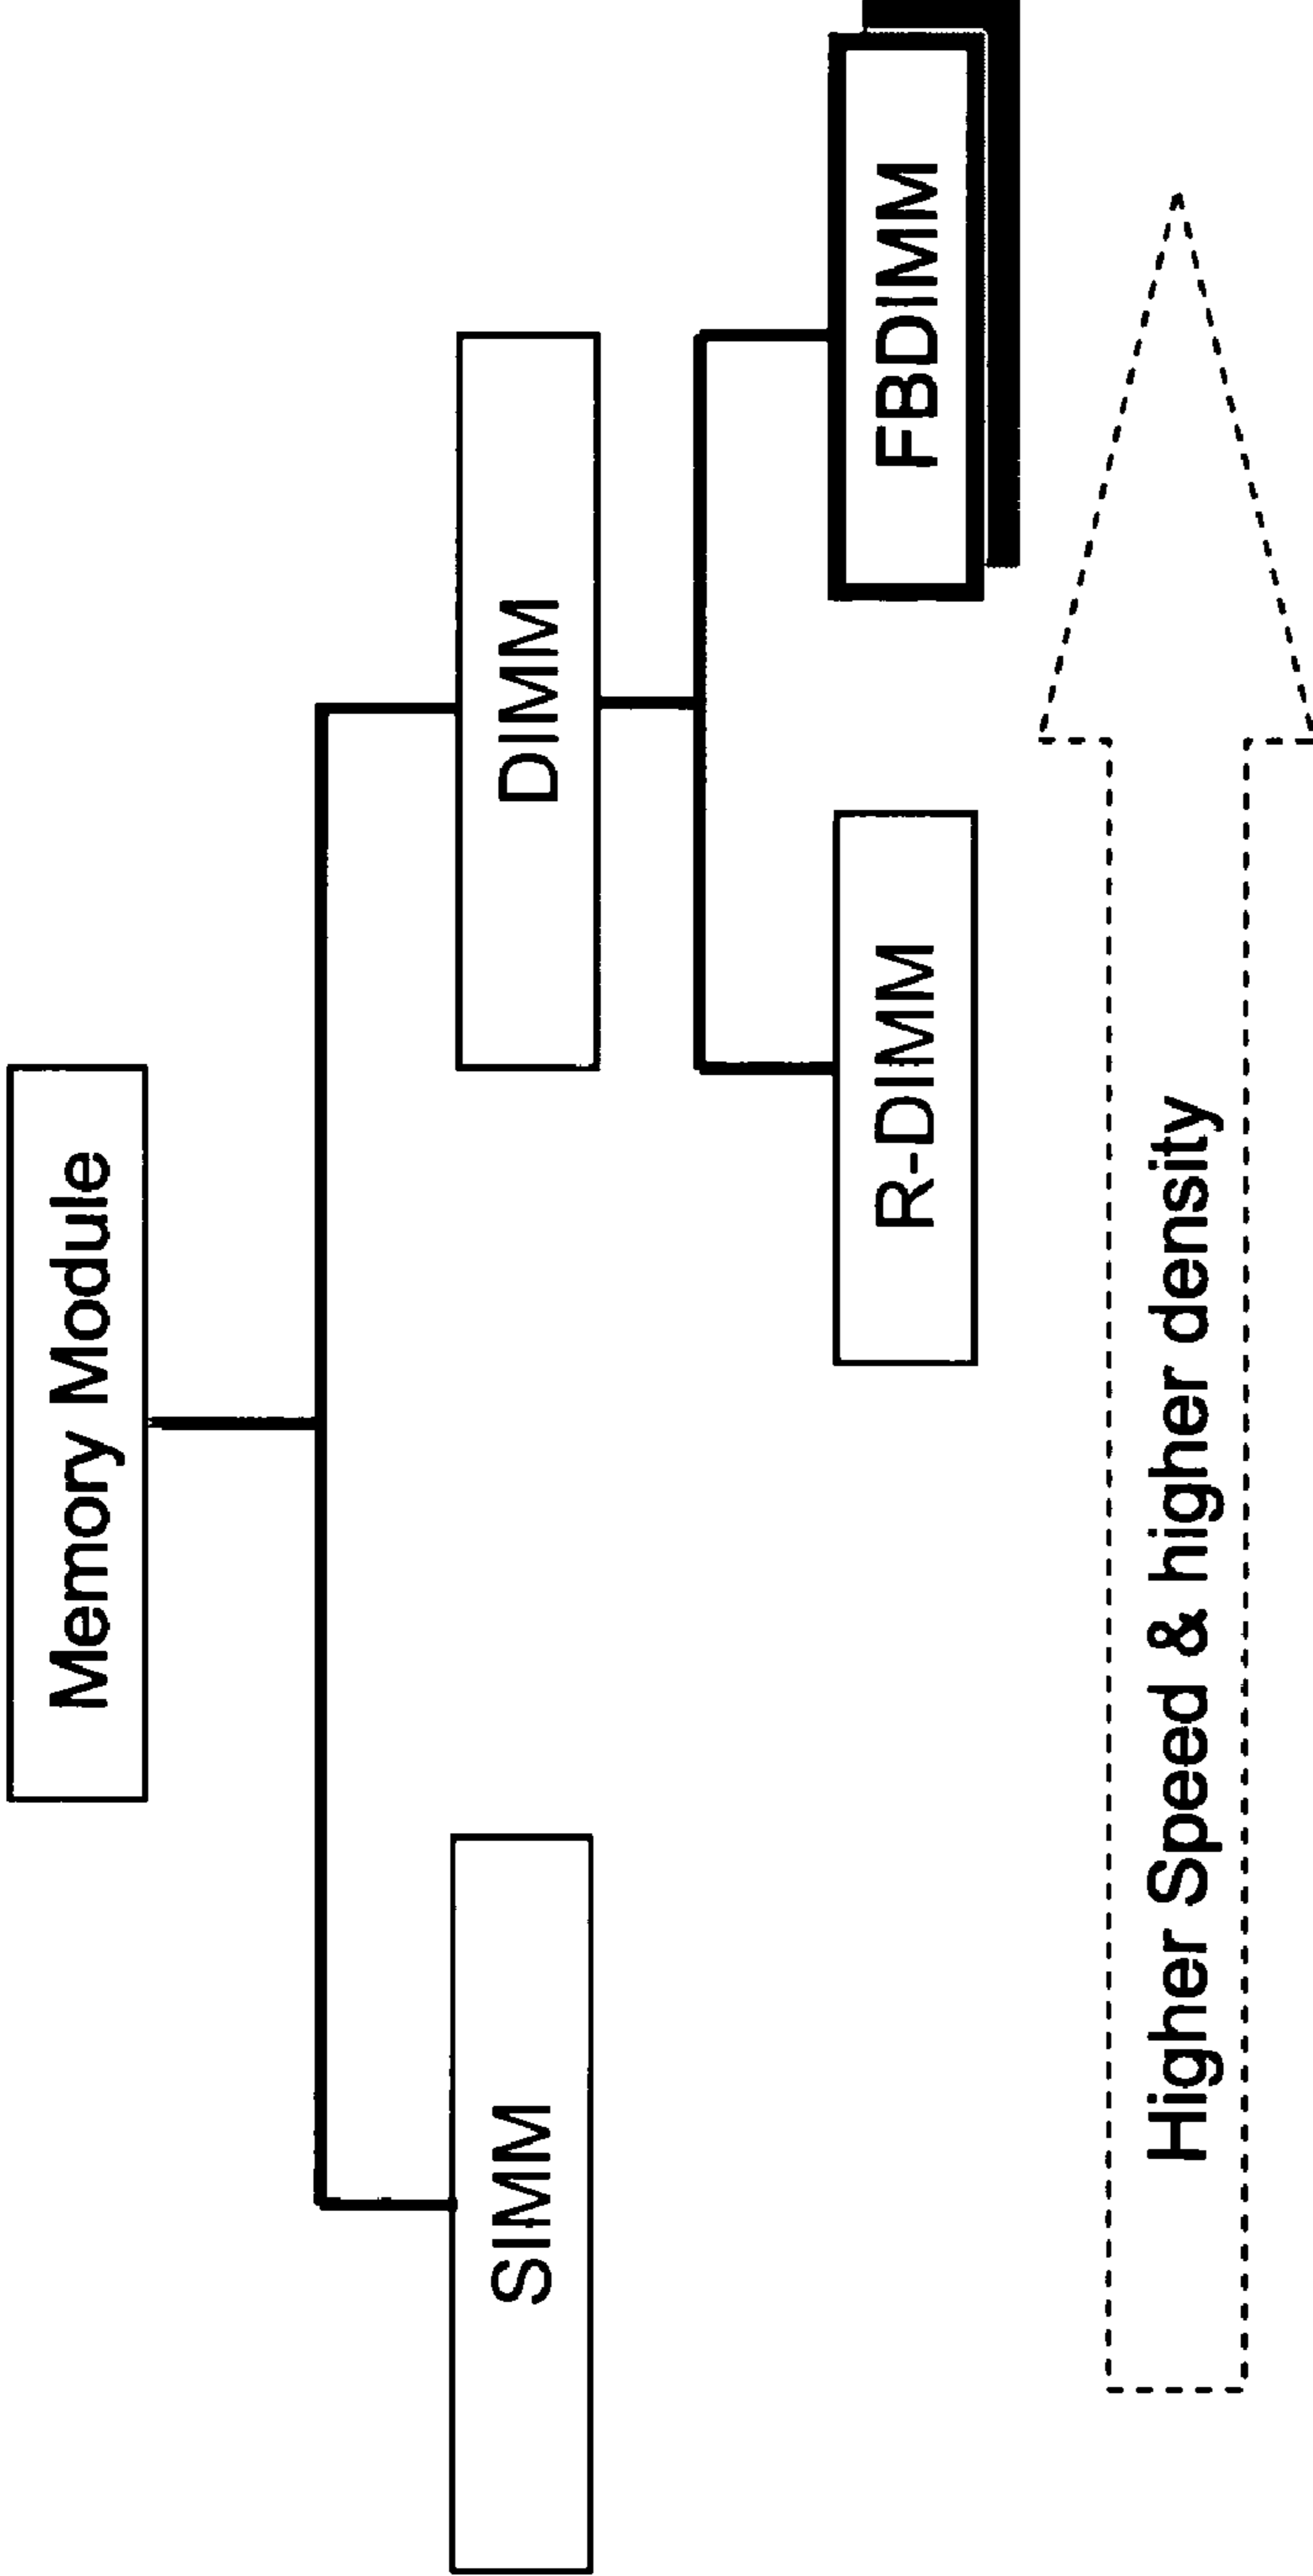 Memory Module
SIMM
DIMM
R-DIMM
FBDIMM
Higher Speed & higher density